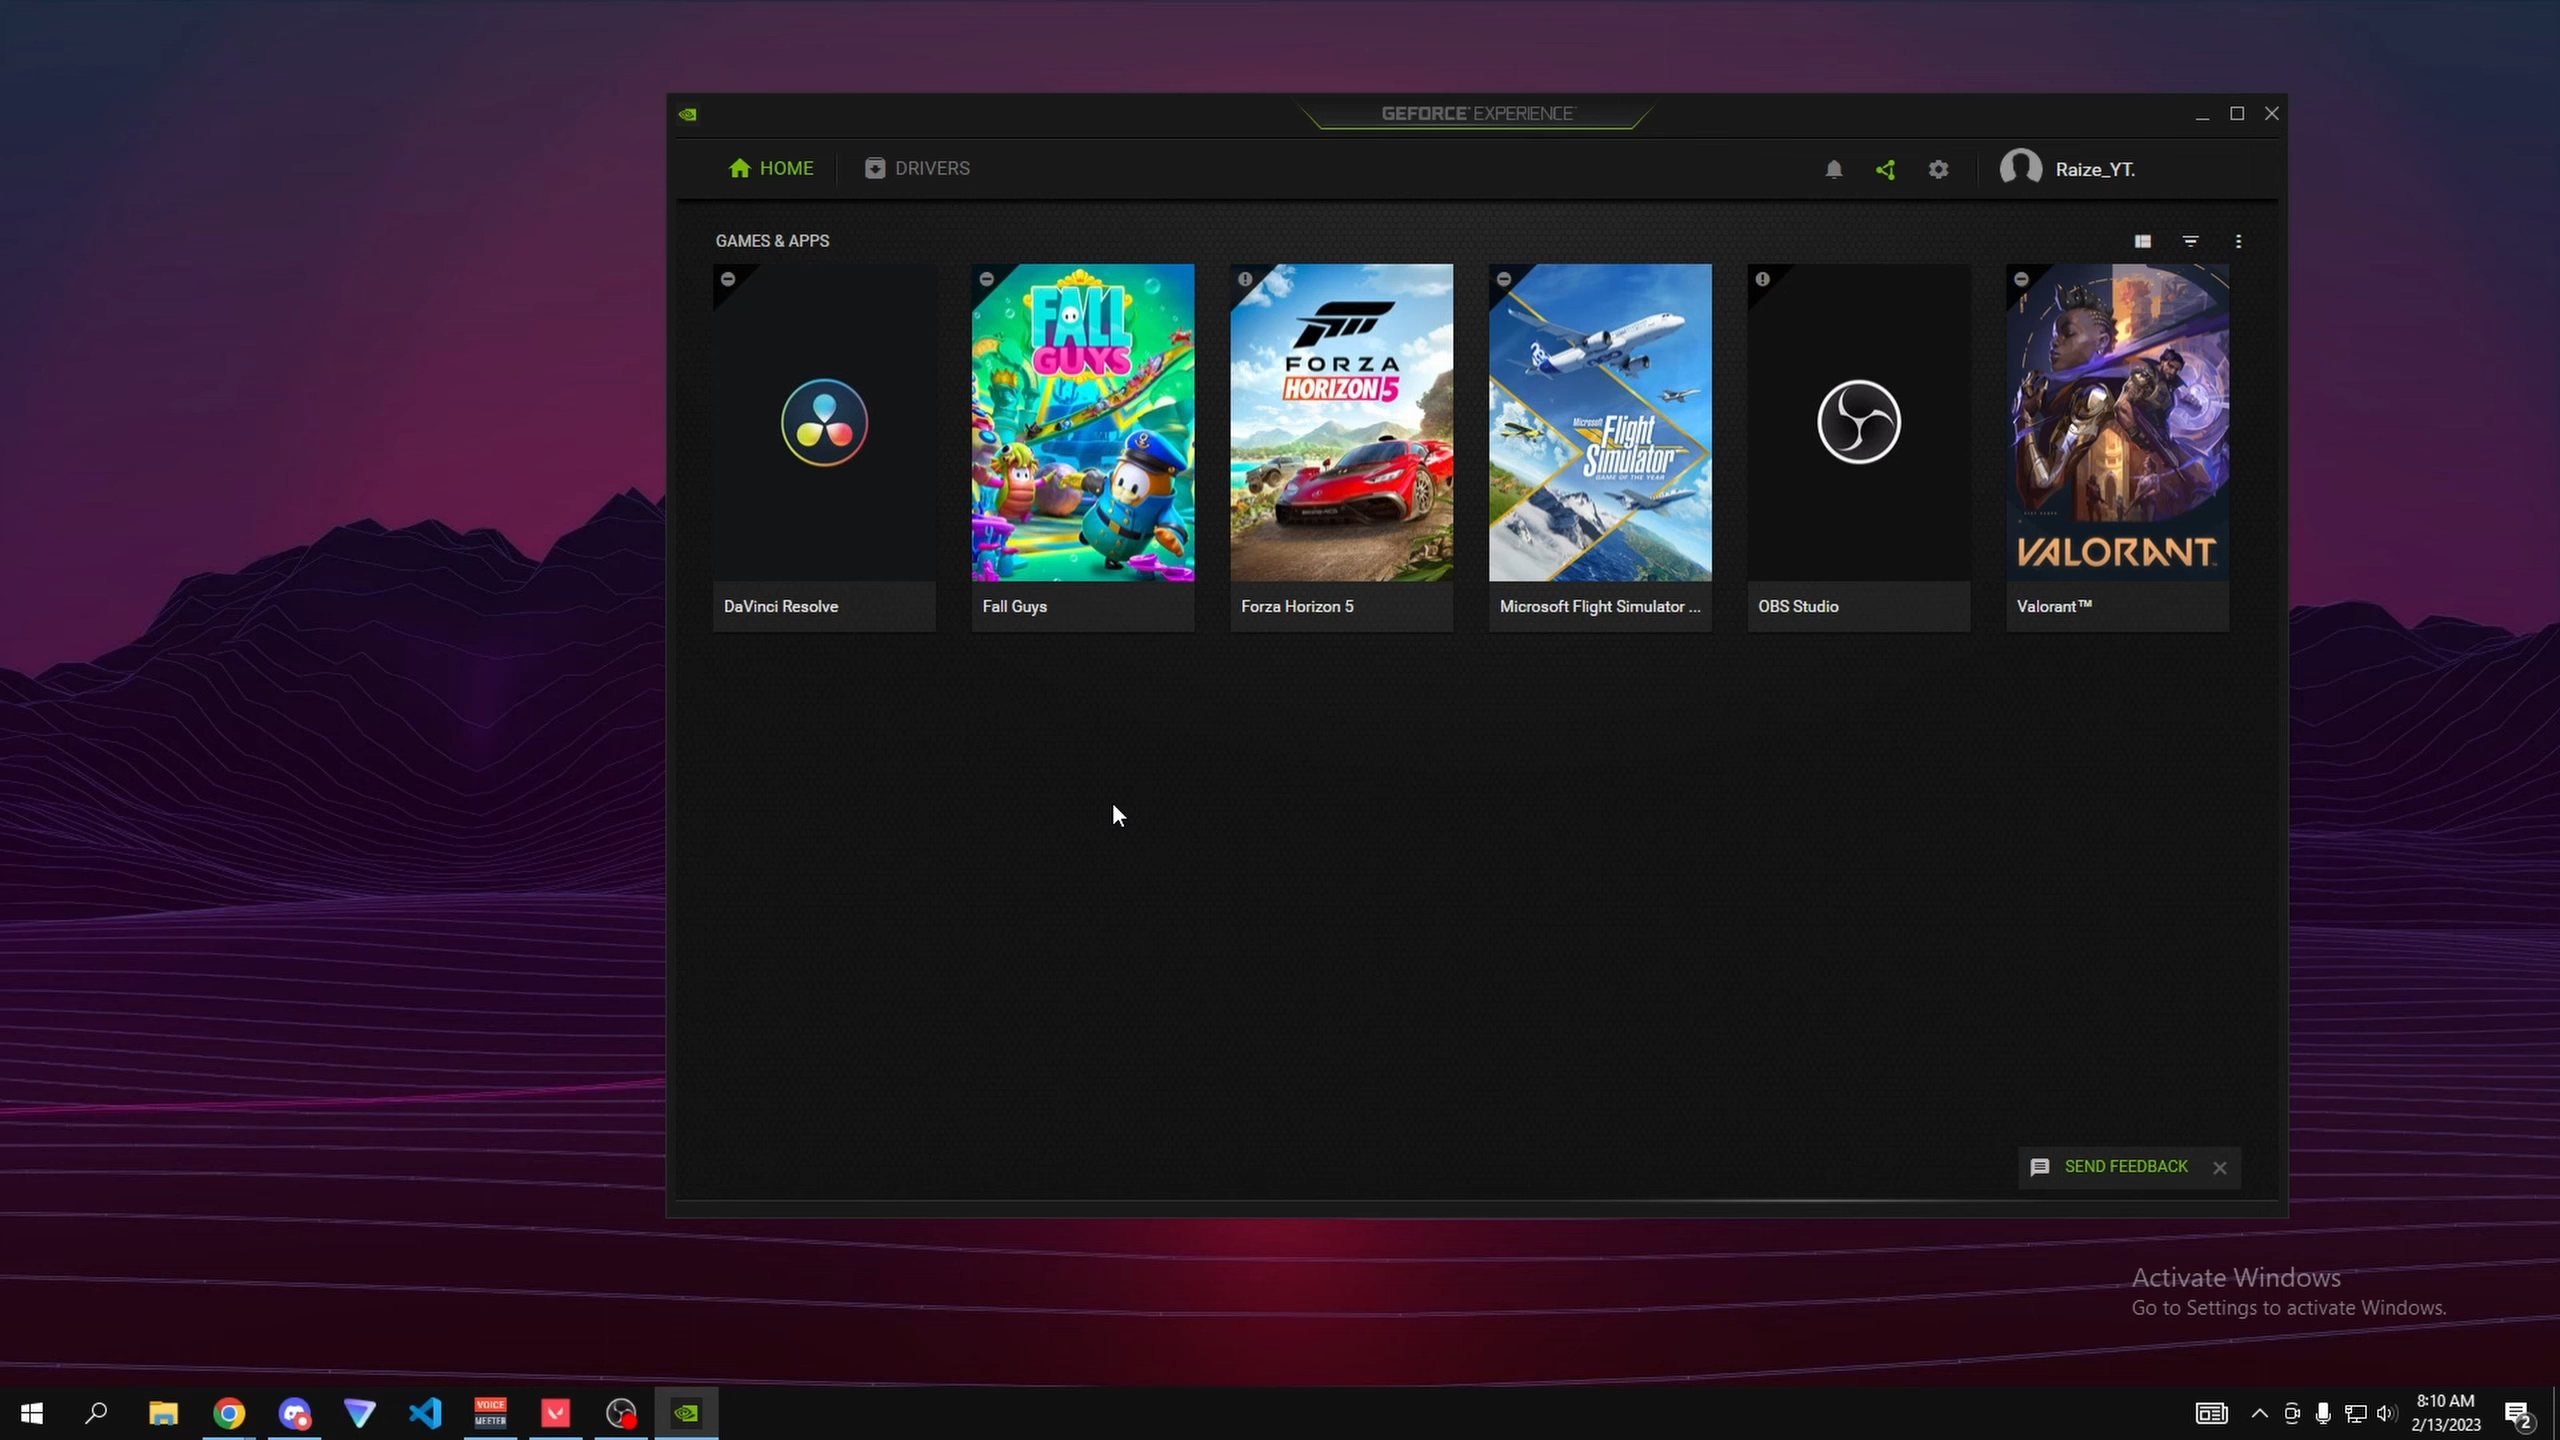 GEFORCE EXPERIENCE
HOME
DRIVERS
Raize_YT.
GAMES & APPS
FALL
GUYS
FORZA
HORIZON 5
Microsoft
Flight
Simulator
GAME OF THE YEAR
VALORANT
DaVinci Resolve
Fall Guys
Forza Horizon 5
Microsoft Flight Simulator ...
OBS Studio
Valorant™
SEND FEEDBACK
Activate Windows
Go to Settings to activate Windows.
VOICE
MEETER
8:10 AM
2/13/2023
2